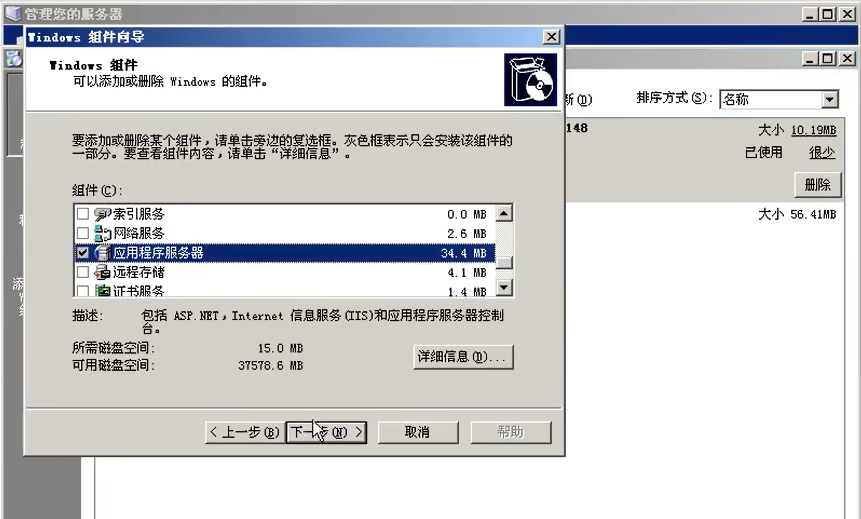 管理您的服务器
Windows 组件向导
Windows 组件
可以添加或删除 Windows 的组件。
新(D)
排序方式(S):
名称
148
大小 10.19MB
已使用 很少
删除
大小 56.41MB
要添加或删除某个组件，请单击旁边的复选框。灰色框表示只会安装该组件的
一部分。要查看组件内容，请单击“详细信息”。
组件(C):
索引服务 0.0 MB
网络服务 2.6 MB
应用程序服务器 34.4 MB
远程存储 4.1 MB
证书服务 1.4 MB
描述: 包括 ASP.NET，Internet 信息服务(IIS)和应用程序服务器控制
台。
所需磁盘空间: 15.0 MB
可用磁盘空间: 37578.6 MB
详细信息(D)...
< 上一步(B)
下一步(N) >
取消
帮助
添